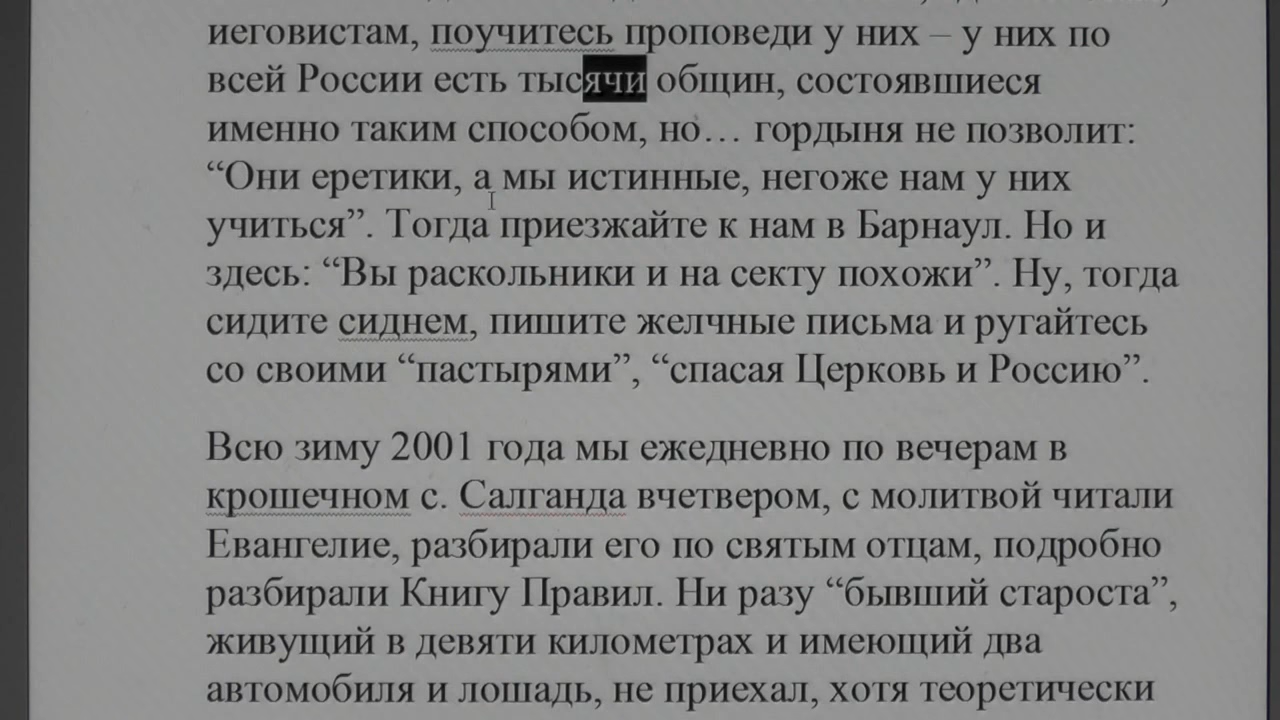 иеговистам, поучитесь проповеди у них – у них по
всей России есть тысячи общин, состоявшиеся
именно таким способом, но… гордыня не позволит:
“Они еретики, а мы истинные, негоже нам у них
учиться”. Тогда приезжайте к нам в Барнаул. Но и
здесь: “Вы раскольники и на секту похожи”. Ну, тогда
сидите сиднем, пишите желчные письма и ругайтесь
со своими “пастырями”, “спасая Церковь и Россию”.
Всю зиму 2001 года мы ежедневно по вечерам в
крошечном с. Салганда вчетвером, с молитвой читали
Евангелие, разбирали его по святым отцам, подробно
разбирали Книгу Правил. Ни разу “бывший староста”,
живущий в девяти километрах и имеющий два
автомобиля и лошадь, не приехал, хотя теоретически